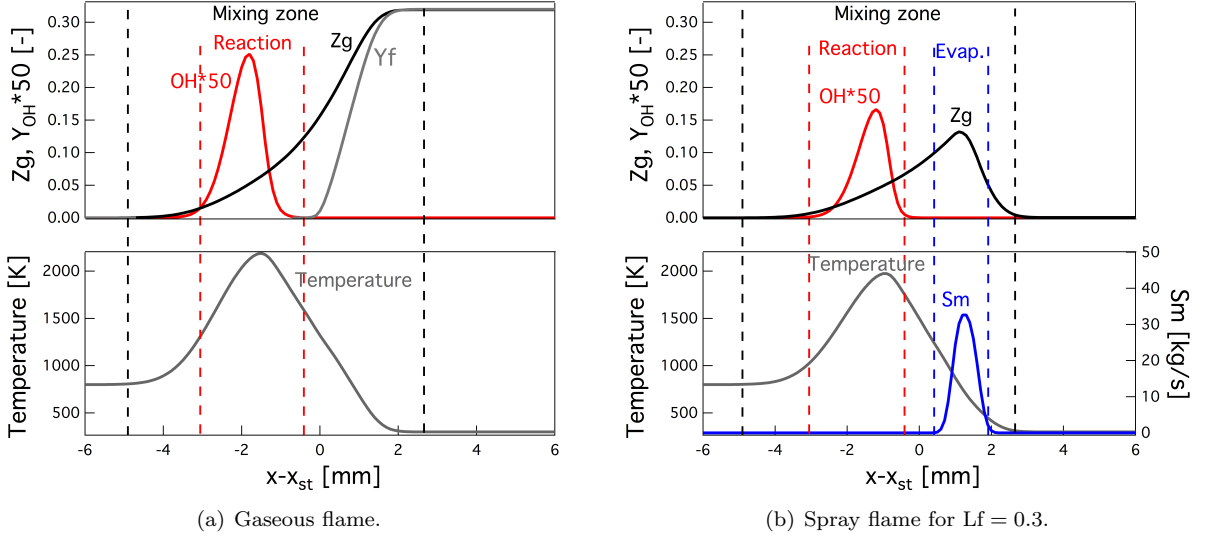 Mixing zone
Reaction
OH*50
Zg
Yf
Zg, Y_OH*50 [-]
0.30
0.25
0.20
0.15
0.10
0.05
0.00
Temperature
Temperature [K]
2000
1500
1000
500
-6 -4 -2 0 2 4 6
x-x_st [mm]
(a) Gaseous flame.
Mixing zone
Reaction
Evap.
OH*50
Zg
Zg, Y_OH*50 [-]
0.30
0.25
0.20
0.15
0.10
0.05
0.00
Temperature
Sm
Temperature [K]
2000
1500
1000
500
50
40
30
20
10
0
Sm [kg/s]
-6 -4 -2 0 2 4 6
x-x_st [mm]
(b) Spray flame for Lf = 0.3.